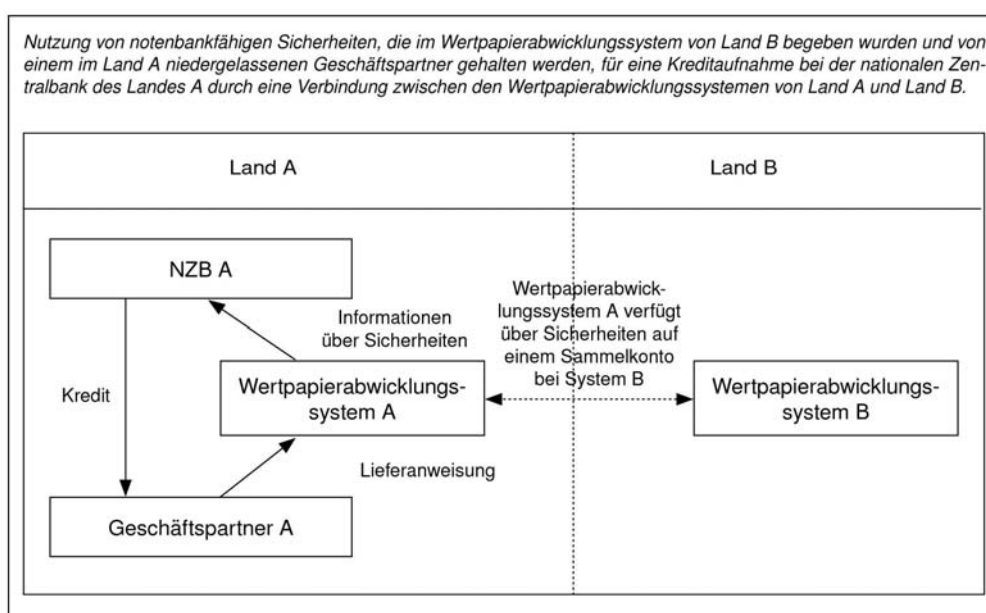 Nutzung von notenbankfähigen Sicherheiten, die im Wertpapierabwicklungssystem von Land B begeben wurden und von
einem im Land A niedergelassenen Geschäftspartner gehalten werden, für eine Kreditaufnahme bei der nationalen Zen-
tralbank des Landes A durch eine Verbindung zwischen den Wertpapierabwicklungssystemen von Land A und Land B.
Land A
Land B
NZB A
Informationen
über Sicherheiten
Wertpapierabwick-
lungssystem A verfügt
über Sicherheiten auf
einem Sammelkonto
bei System B
Kredit
Wertpapierabwicklungs-
system A
Wertpapierabwicklungs-
system B
Lieferanweisung
Geschäftspartner A